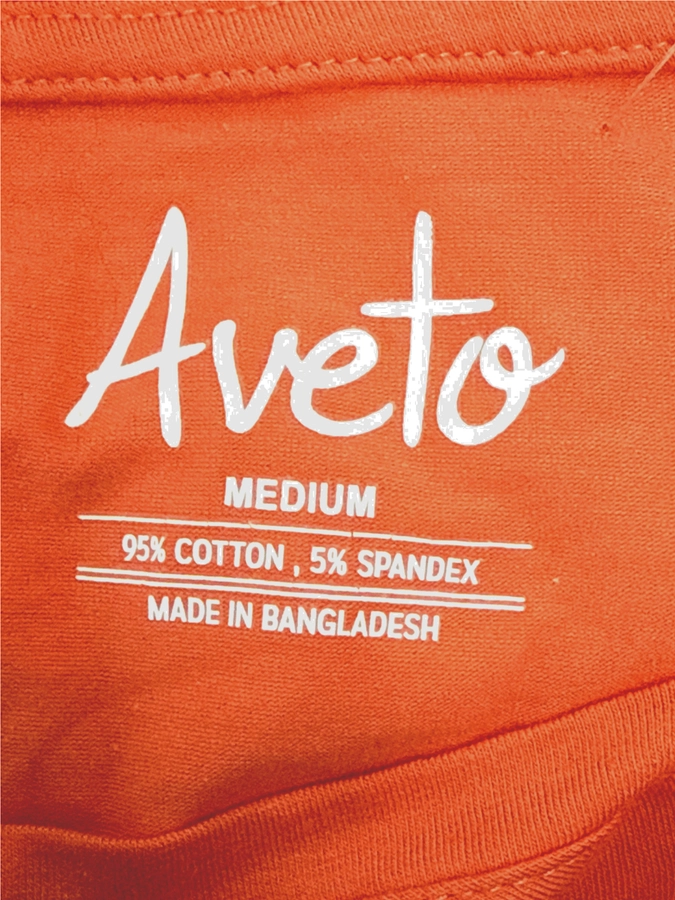 Aveto
MEDIUM
95% COTTON , 5% SPANDEX
MADE IN BANGLADESH